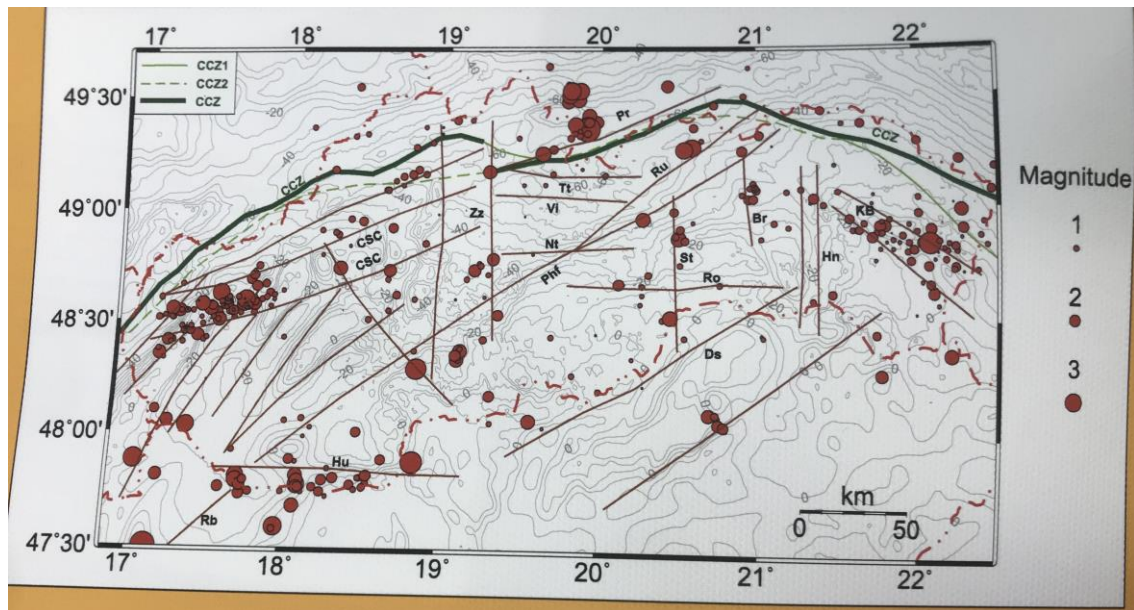 17° 18° 19° 20° 21° 22°
CCZ1
CCZ2
CCZ
49°30'
49°00'
48°30'
48°00'
47°30'
CCZ
CCZ
Pr
Ru
Tt
Vi
Zz
Nt
Phf
St
Ro
Br
Hn
KB
CSC
CSC
Ds
Hu
Rb
km
0 50
17° 18° 19° 20° 21° 22°
Magnitude
1
2
3